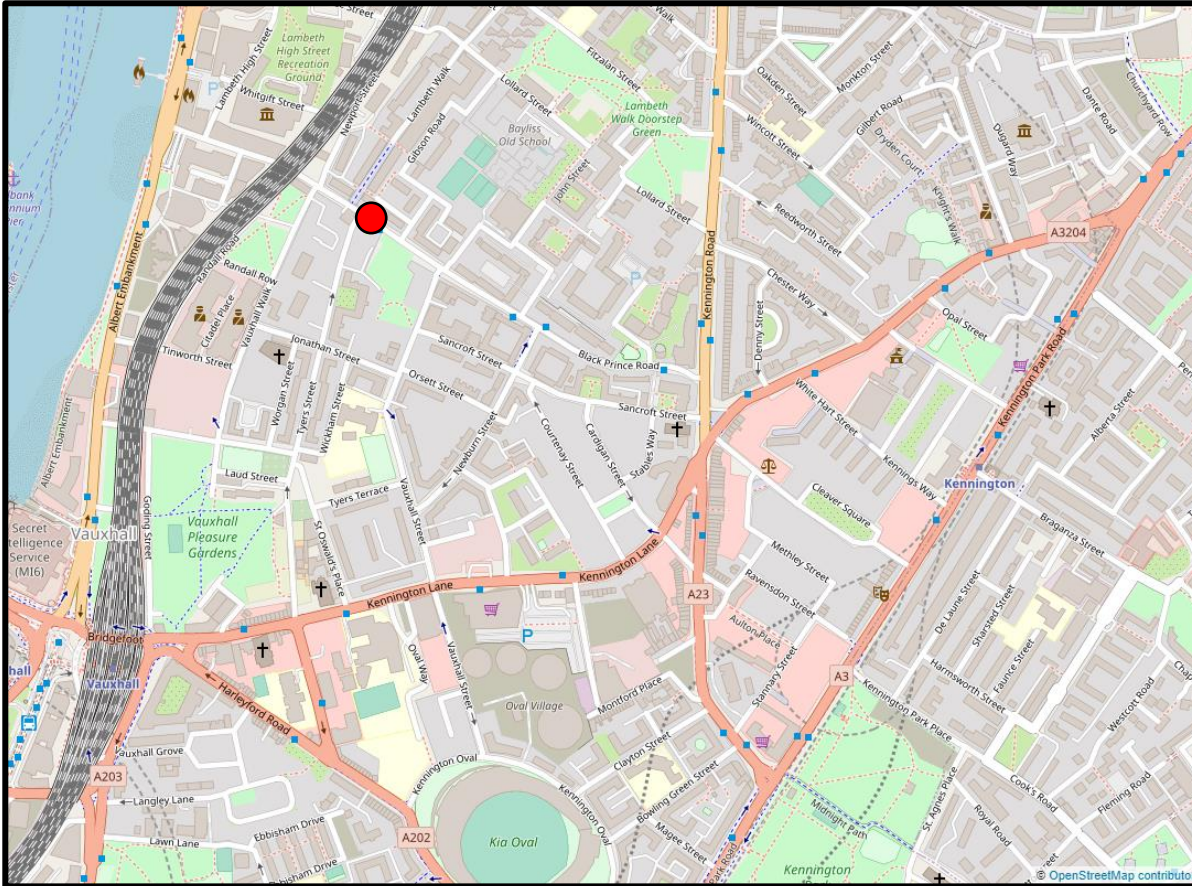 Lambeth
High Street
Recreation
Ground
Lambeth High Street
Whitgift Street
Newport Street
Lambeth Walk
Gibson Road
Lollard Street
Fitzalan Street
Walk
Lambeth
Walk Doorstep
Green
Bayliss
Old School
John Street
Lollard Street
Oakden Street
Monkton Street
Wincott Street
Gilbert Road
Dryden Court
Dugard Way
Dante Road
Churchyard Row
Knight's Walk
Reedworth Street
Chester Way
A3204
P
P
Kennington Road
Denny Street
Opal Street
Kennington Park Road
Albert Embankment
Randall Road
Randall Row
Citadel Place
Vauxhall Walk
Tinworth Street
Jonathan Street
Worgan Street
Tyers Street
Wickham Street
Sancroft Street
Orsett Street
Black Prince Road
Sancroft Street
Newburn Street
Courtenay Street
Cardigan Street
Stables Way
White Hart Street
Kennings Way
Cleaver Square
Alberta Street
Kennington
Braganza Street
Albert Embankment
Laud Street
Tyers Terrace
Vauxhall Street
Goding Street
Vauxhall
Pleasure
Gardens
Secret
telligence
Service
(MI6)
Vauxhall
St Oswald's Place
Kennington Lane
Kennington Lane
Methley Street
Ravensdon Street
A23
Aulton Place
Stannary Street
A3
De Laune Street
Sharsted Street
Faunce Street
Harmsworth Street
Kennington Park Place
Westcott Road
Bridgefoot
hall
Vauxhall
P
Harleyford Road
Oval Way
Vauxhall Street
Oval Village
Montford Place
Clayton Street
Bowling Green Street
Magee Street
Kennington Oval
Kennington Oval
Kia Oval
auxhall Grove
A203
Langley Lane
Lawn Lane
Ebbisham Drive
Ebbisham Drive
A202
Park Road
Midnight Path
Kennington
St. Agnes Place
Cook's Road
Royal Road
Fleming Road
© OpenStreetMap contributo